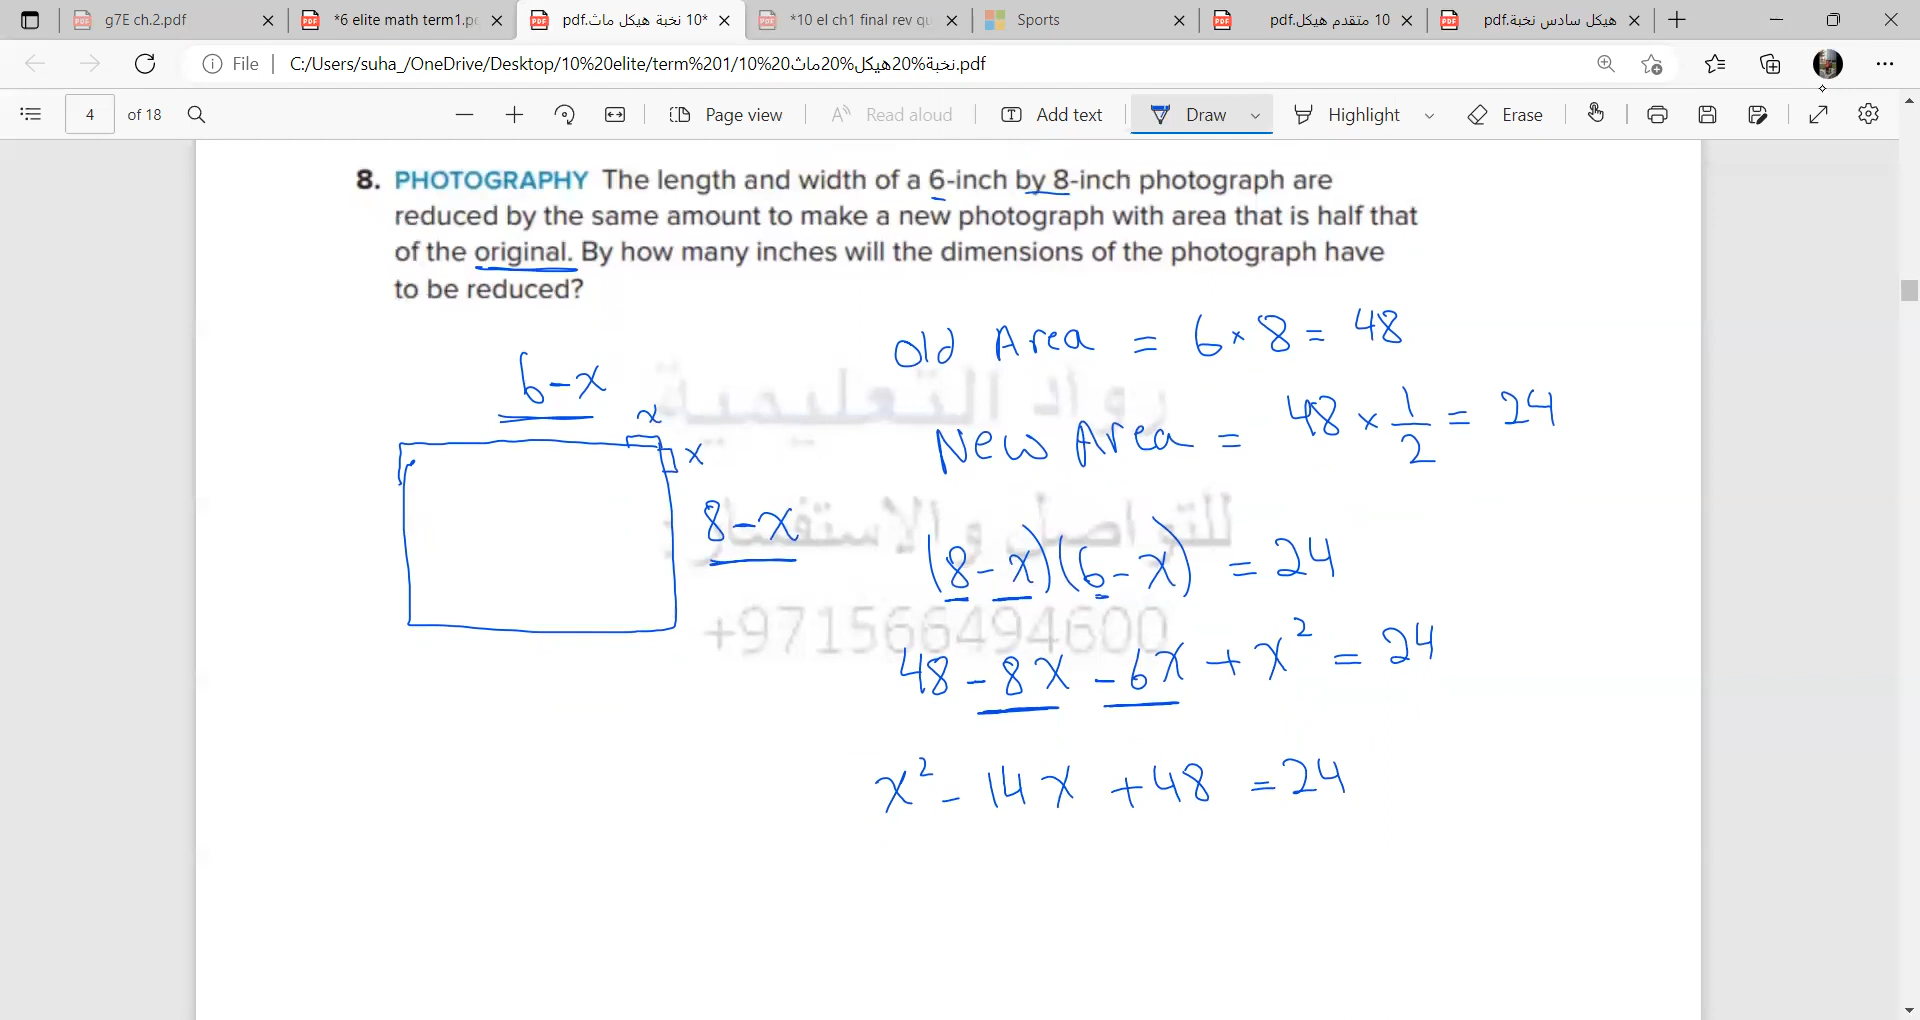 g7E ch.2.pdf
*6 elite math term1.p
*10 نخبة هيكل ماث.pdf
*10 el ch1 final rev qu
Sports
10 متقدم هيكل.pdf
هيكل سادس نخبة.pdf
File C:/Users/suha_/OneDrive/Desktop/10%20elite/term%201/10%20نخبة%20هيكل%20ماث.pdf
4 of 18 Page view Read aloud Add text Draw Highlight Erase
8. PHOTOGRAPHY The length and width of a 6-inch by 8-inch photograph are
reduced by the same amount to make a new photograph with area that is half that
of the original. By how many inches will the dimensions of the photograph have
to be reduced?
Old Area = 6 × 8 = 48
6 - x
x
x
8 - x
رواد التعليمية
New Area = 48 × 1/2 = 24
للتواصل والاستفسار :
(8 - x)(6 - x) = 24
+971566494600
48 - 8x - 6x + x² = 24
x² - 14x + 48 = 24